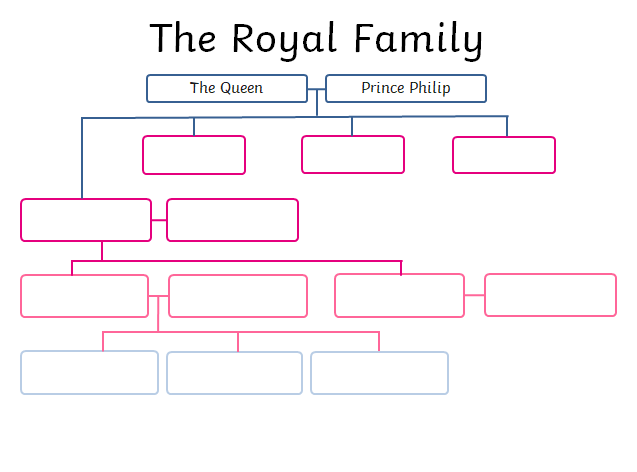 The Royal Family
The Queen
Prince Philip